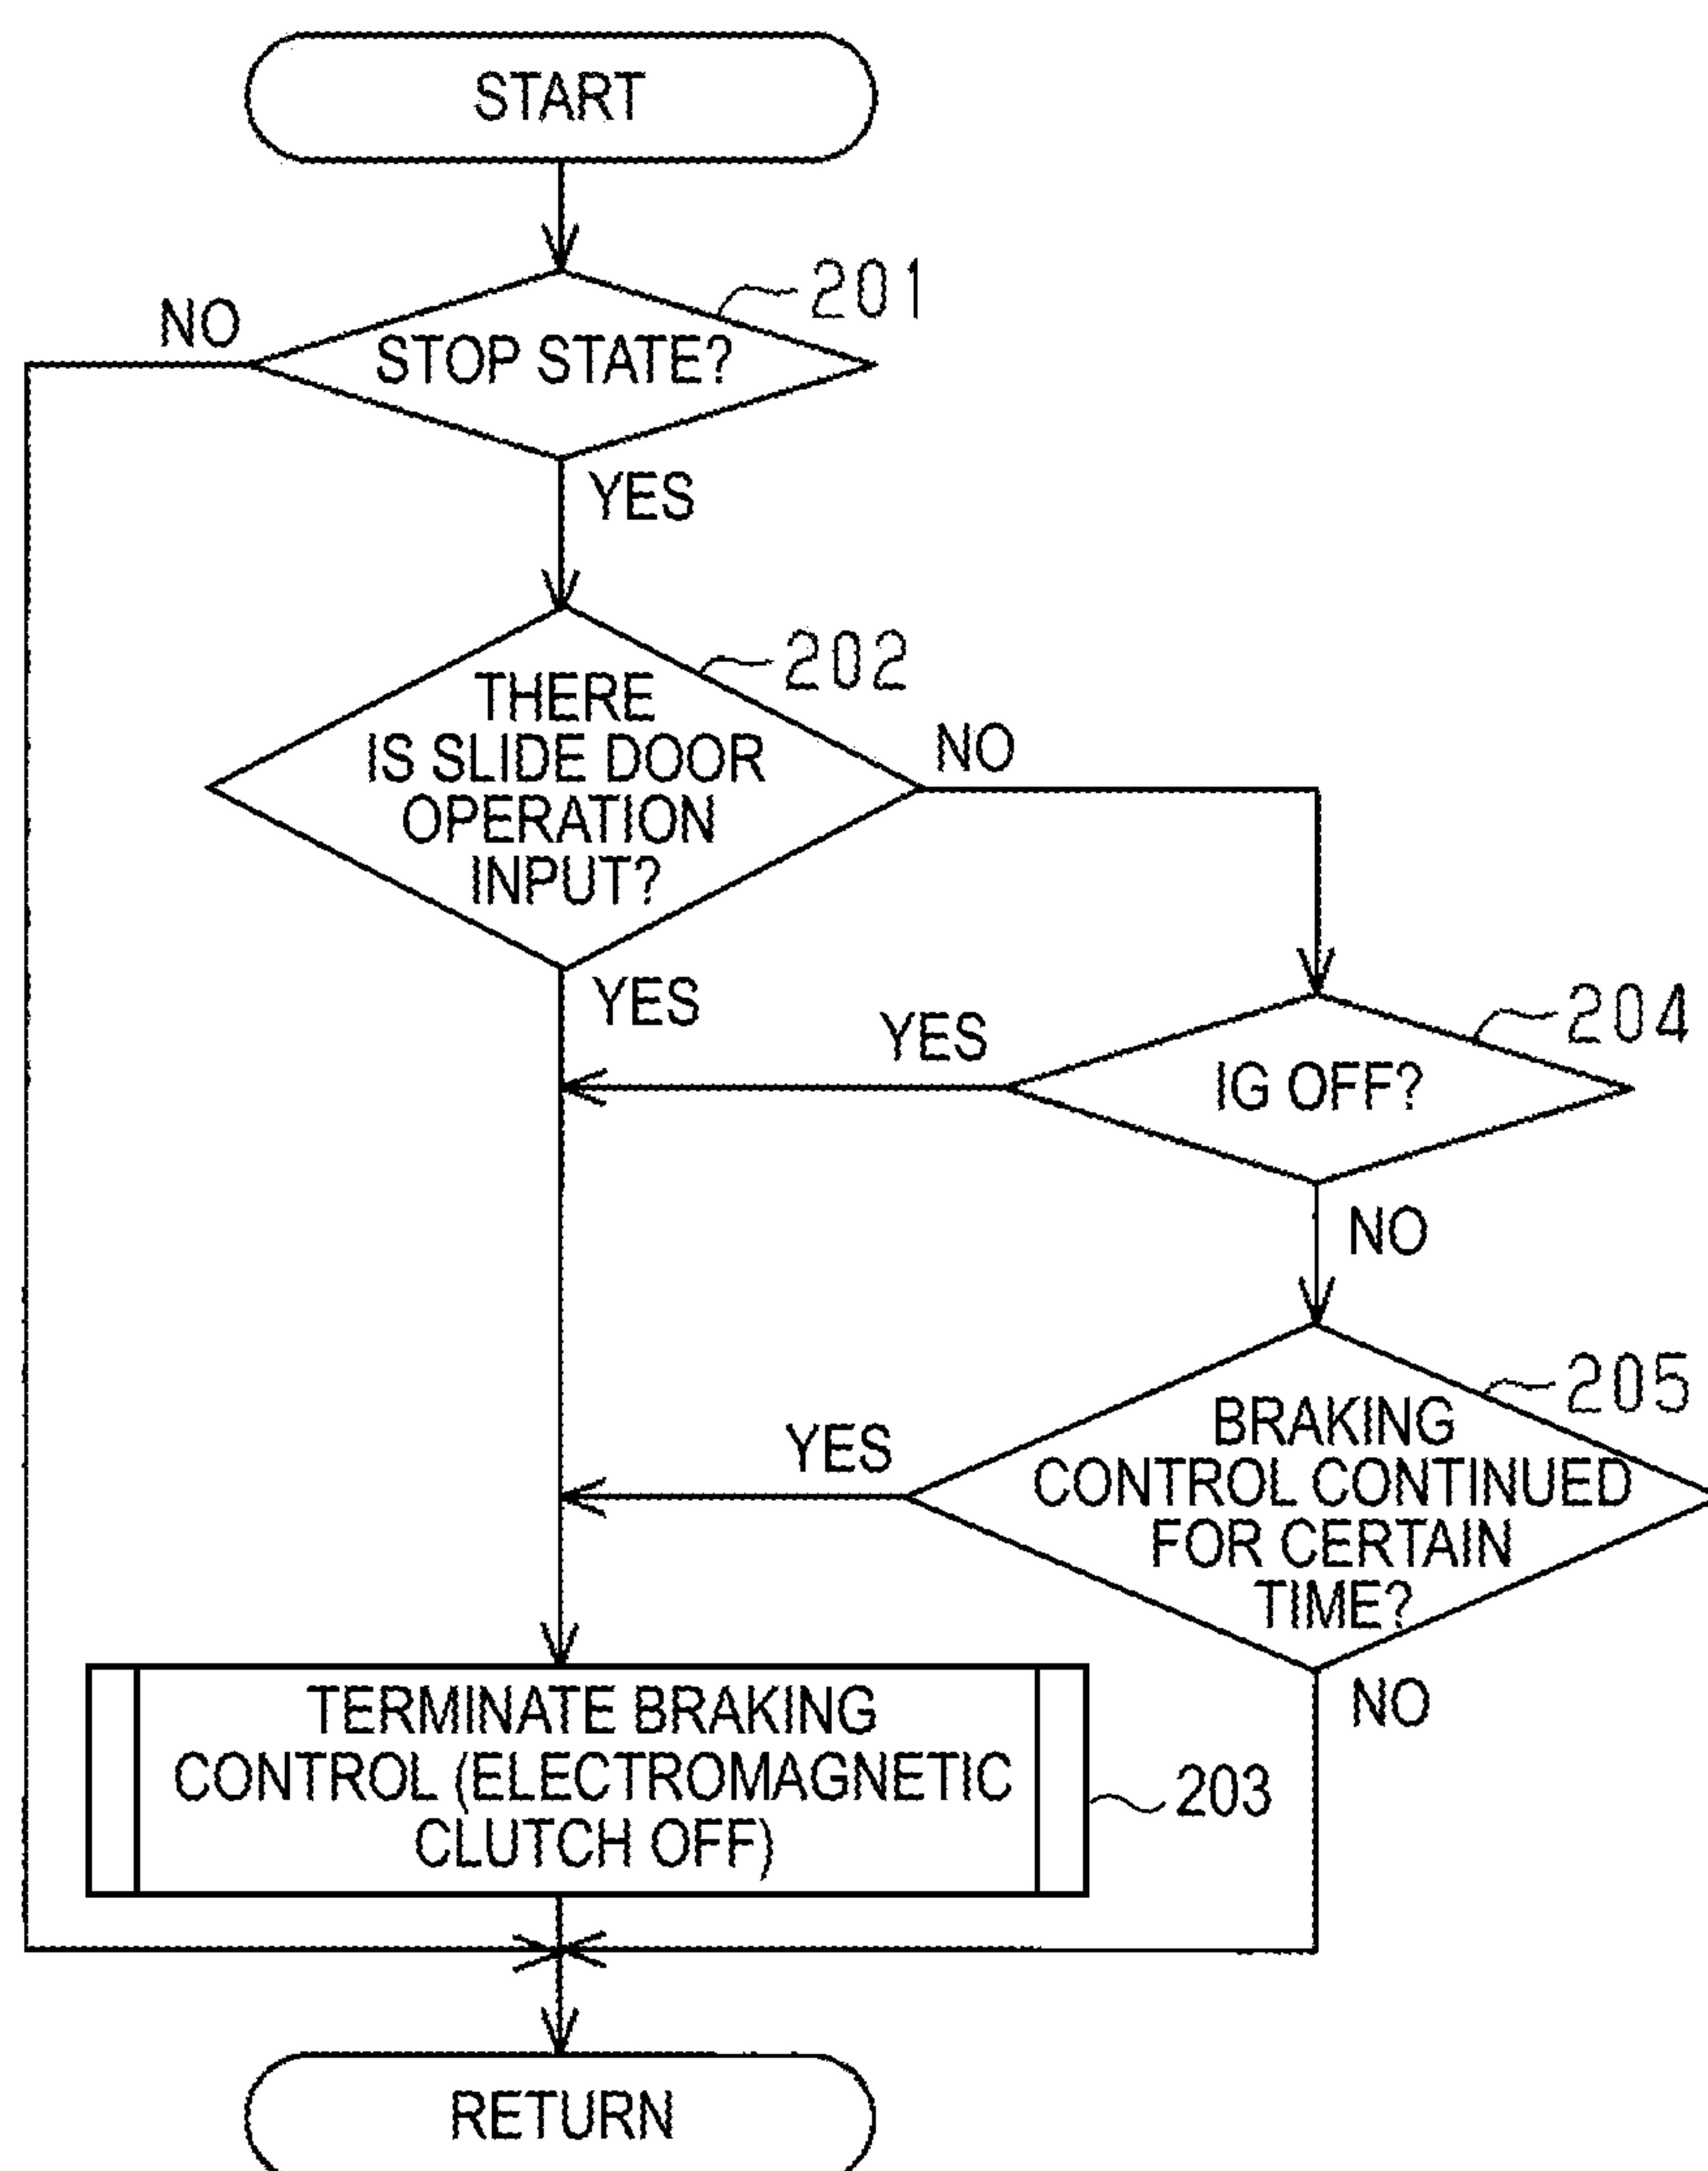 START
201
NO
STOP STATE?
YES
202
THERE
IS SLIDE DOOR
OPERATION
INPUT?
NO
YES
204
YES
IG OFF?
NO
205
BRAKING
CONTROL CONTINUED
FOR CERTAIN
TIME?
YES
NO
TERMINATE BRAKING
CONTROL (ELECTROMAGNETIC
CLUTCH OFF)
203
RETURN